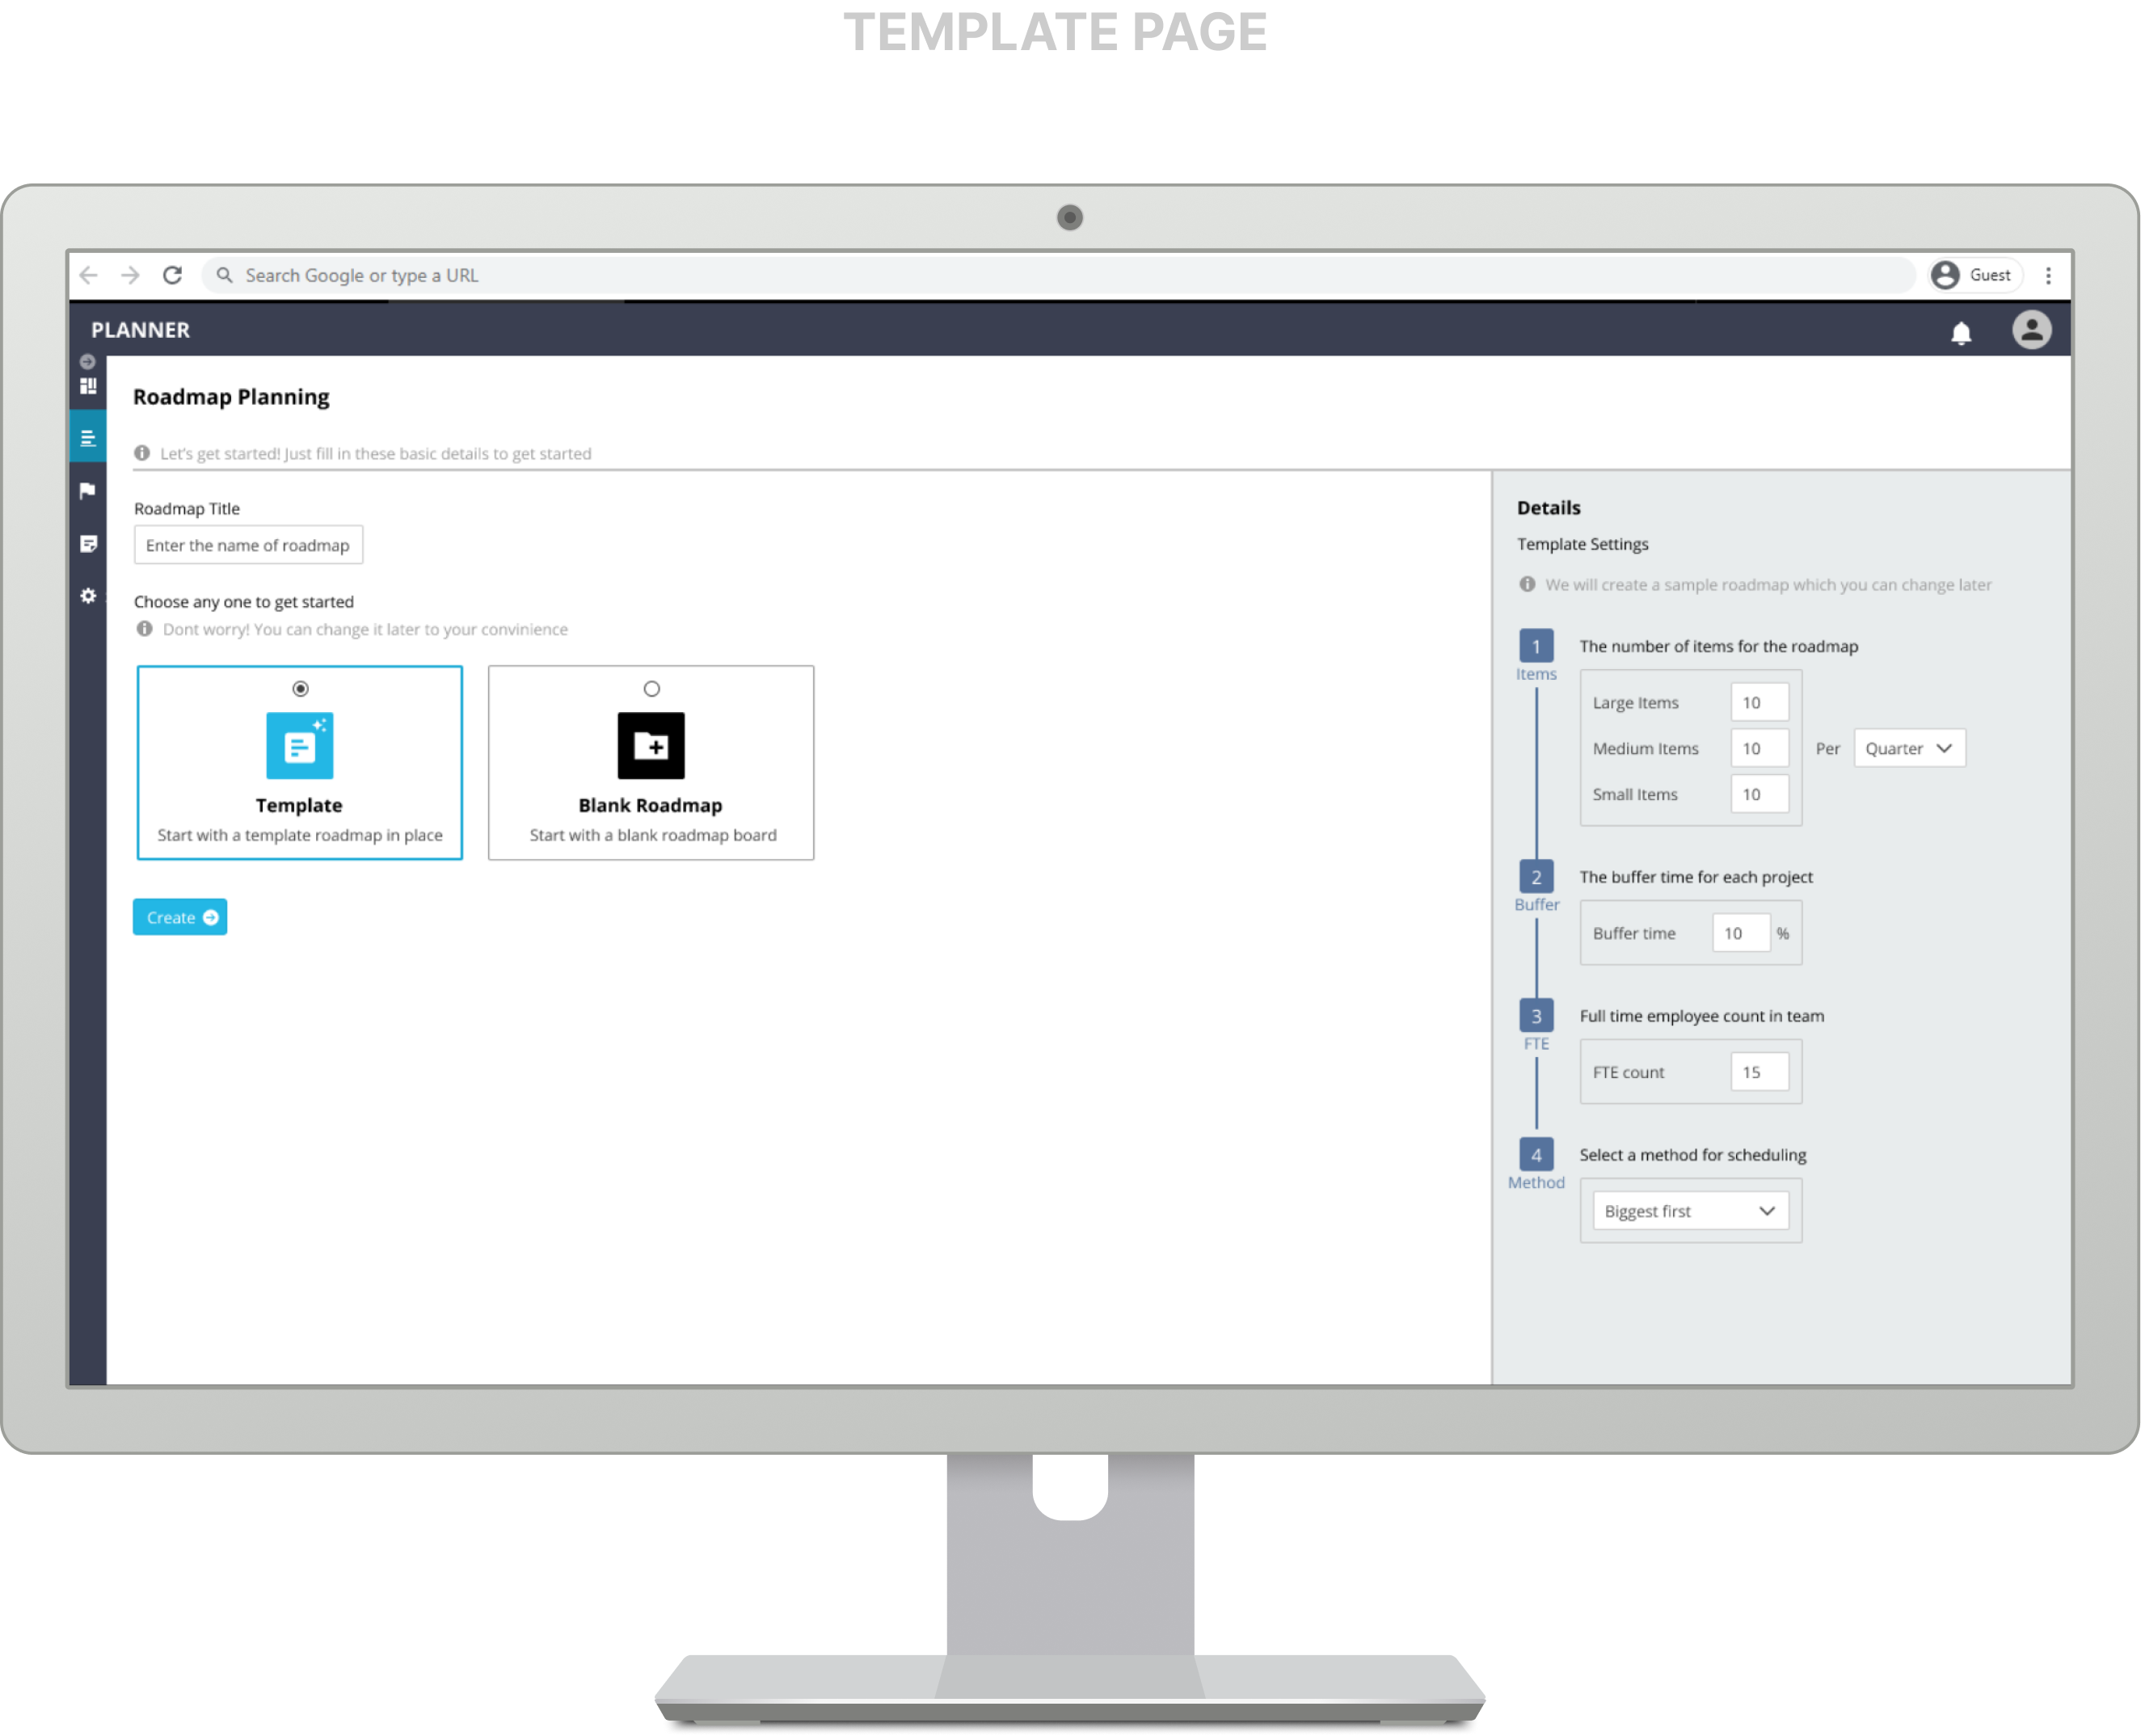 TEMPLATE PAGE
Search Google or type a URL
Guest
PLANNER
Roadmap Planning
Let's get started! Just fill in these basic details to get started
Roadmap Title
Enter the name of roadmap
Choose any one to get started
Dont worry! You can change it later to your convinience
Template
Start with a template roadmap in place
Blank Roadmap
Start with a blank roadmap board
Create
Details
Template Settings
We will create a sample roadmap which you can change later
1
Items
The number of items for the roadmap
Large Items 10
Medium Items 10 Per Quarter
Small Items 10
2
Buffer
The buffer time for each project
Buffer time 10 %
3
FTE
Full time employee count in team
FTE count 15
4
Method
Select a method for scheduling
Biggest first